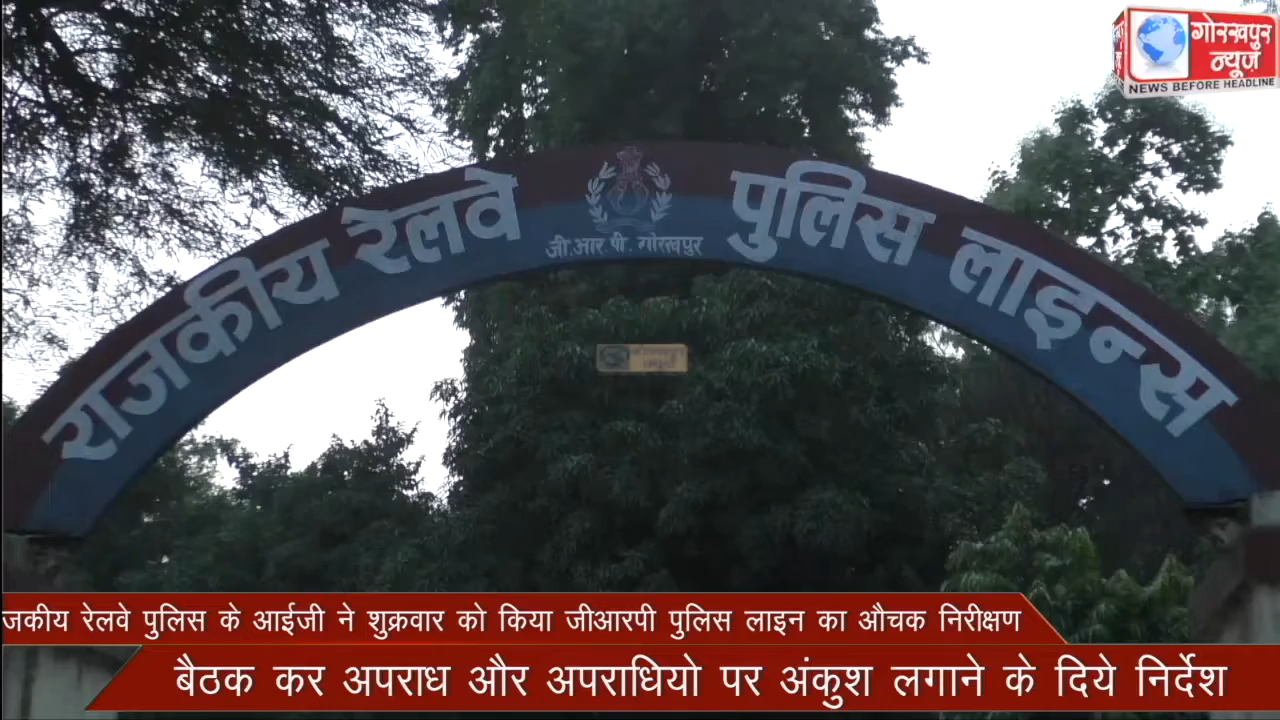 गोरखपुर
न्यूज़
NEWS BEFORE HEADLINE
राजकीय रेलवे पुलिस लाइन्स
जी.आर.पी. गोरखपुर
जकीय रेलवे पुलिस के आईजी ने शुक्रवार को किया जीआरपी पुलिस लाइन का औचक निरीक्षण
बैठक कर अपराध और अपराधियो पर अंकुश लगाने के दिये निर्देश